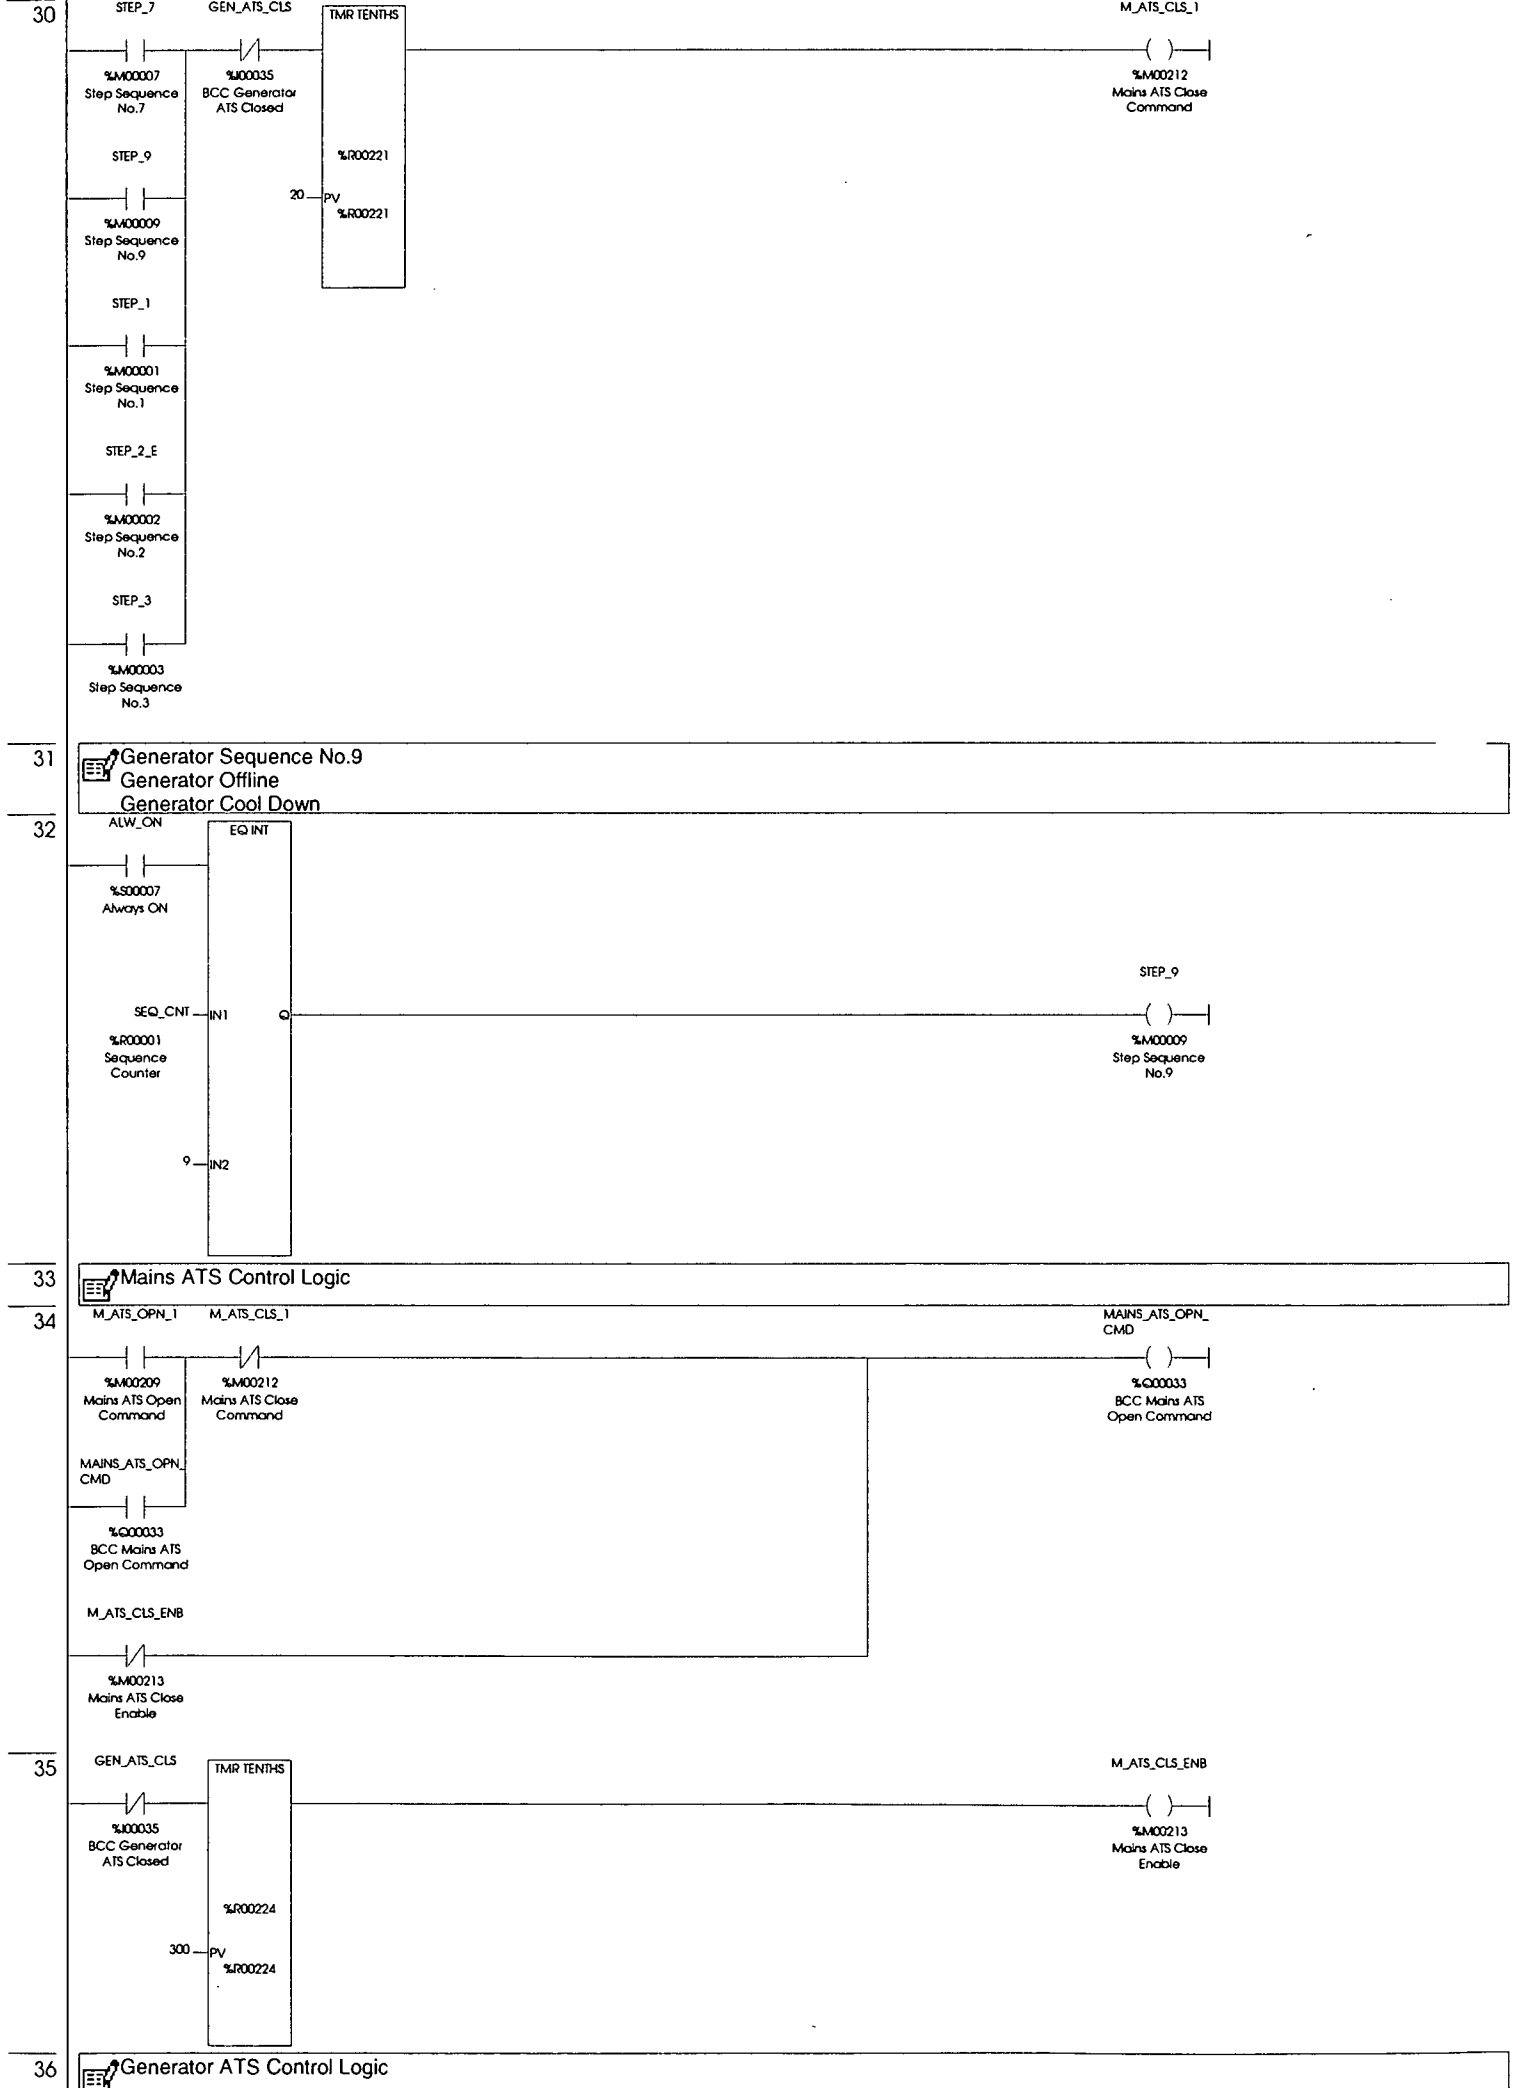 30
STEP_7 GEN_ATS_CLS TMR TENTHS M_ATS_CLS_1
%M00007 %I00035 %M00212
Step Sequence BCC Generator Mains ATS Close
No.7 ATS Closed Command
STEP_9 %R00221
20 PV
%M00009 %R00221
Step Sequence
No.9
STEP_1
%M00001
Step Sequence
No.1
STEP_2_E
%M00002
Step Sequence
No.2
STEP_3
%M00003
Step Sequence
No.3
31 Generator Sequence No.9
Generator Offline
Generator Cool Down
32 ALW_ON EQ INT
%S00007
Always ON
STEP_9
SEQ_CNT IN1 Q
%R00001 %M00009
Sequence Step Sequence
Counter No.9
9 IN2
33 Mains ATS Control Logic
34 M_ATS_OPN_1 M_ATS_CLS_1 MAINS_ATS_OPN_
CMD
%M00209 %M00212 %Q00033
Mains ATS Open Mains ATS Close BCC Mains ATS
Command Command Open Command
MAINS_ATS_OPN_
CMD
%Q00033
BCC Mains ATS
Open Command
M_ATS_CLS_ENB
%M00213
Mains ATS Close
Enable
35 GEN_ATS_CLS TMR TENTHS M_ATS_CLS_ENB
%I00035 %M00213
BCC Generator Mains ATS Close
ATS Closed Enable
%R00224
300 PV
%R00224
36 Generator ATS Control Logic